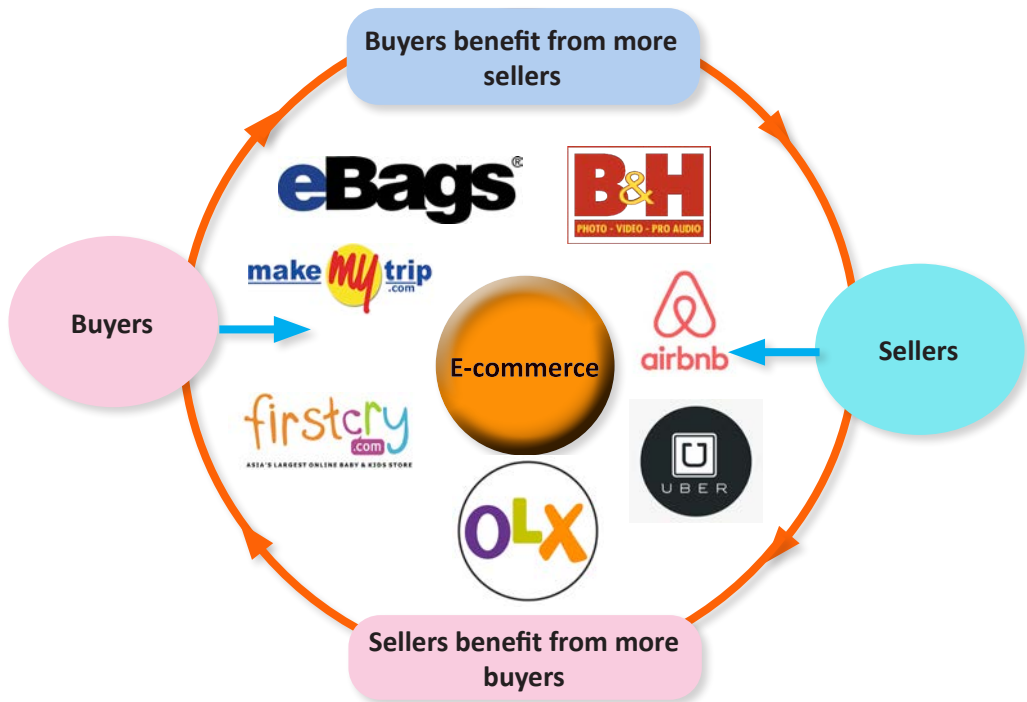 Buyers benefit from more
sellers
eBags®
B&H
PHOTO - VIDEO - PRO AUDIO
make my trip
.com
Buyers
airbnb
Sellers
E-commerce
firstcry
.com
ASIA'S LARGEST ONLINE BABY & KIDS STORE
U
UBER
OLX
Sellers benefit from more
buyers